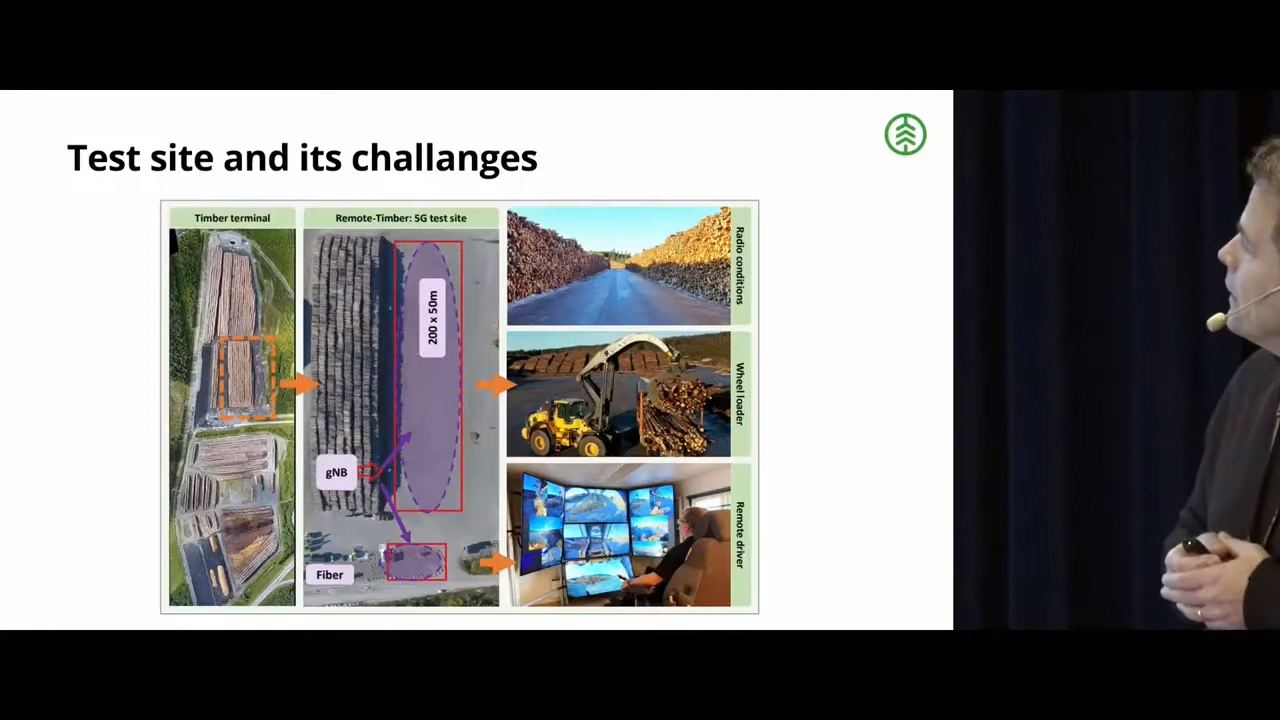 Test site and its challanges
Timber terminal
Remote-Timber: 5G test site
200 x 50m
gNB
Fiber
Radio conditions
Wheel loader
Remote driver